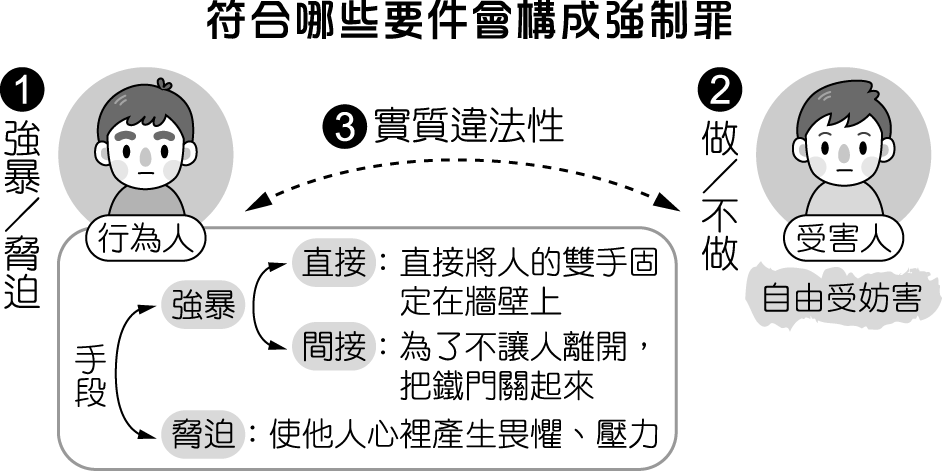 符合哪些要件會構成強制罪
❶強暴／脅迫
行為人
❸實質違法性
❷做／不做
受害人
自由受妨害
手段
強暴
直接：直接將人的雙手固
定在牆壁上
間接：為了不讓人離開，
把鐵門關起來
脅迫：使他人心裡產生畏懼、壓力